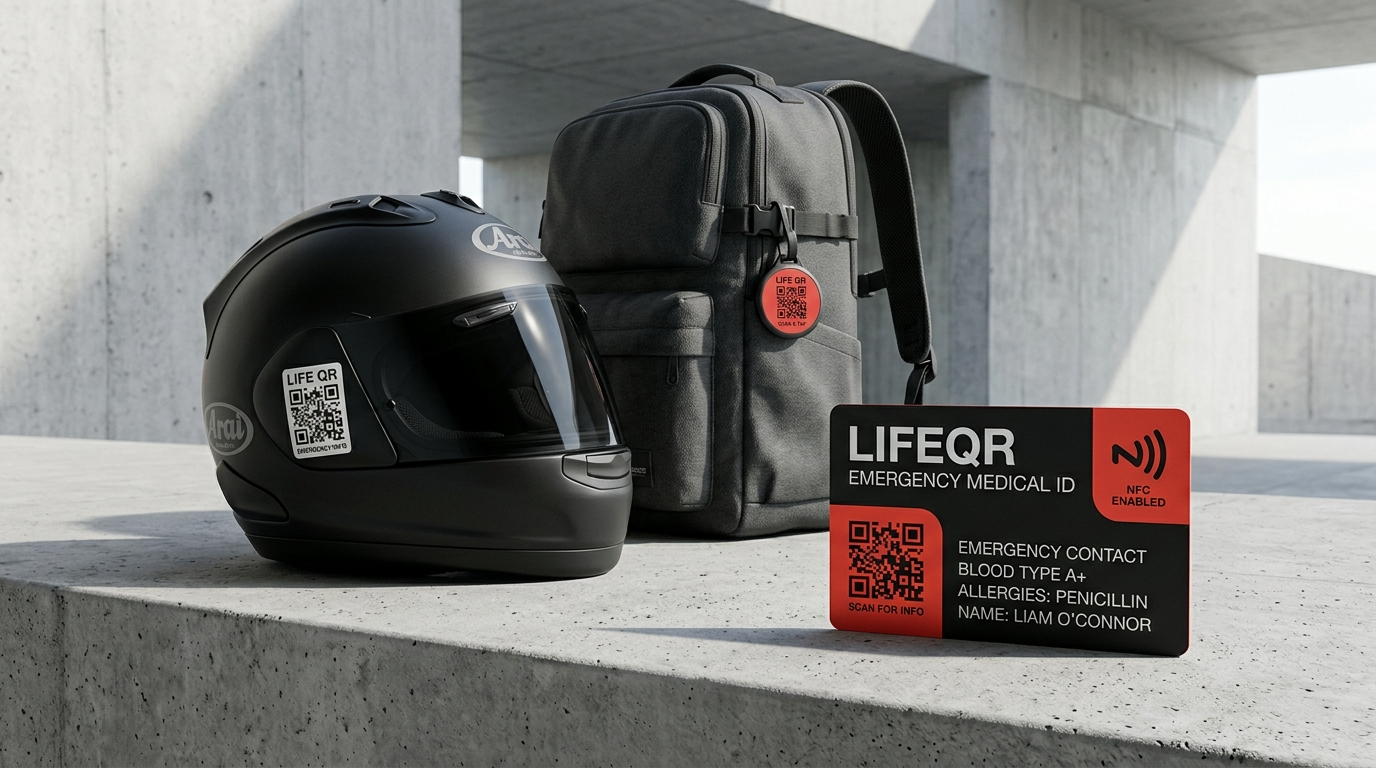 Arai
Arai
LIFE QR
EMERGENCY INFO
LIFE QR
LIFEQR
EMERGENCY MEDICAL ID
NFC
ENABLED
SCAN FOR INFO
EMERGENCY CONTACT
BLOOD TYPE A+
ALLERGIES: PENICILLIN
NAME: LIAM O'CONNOR